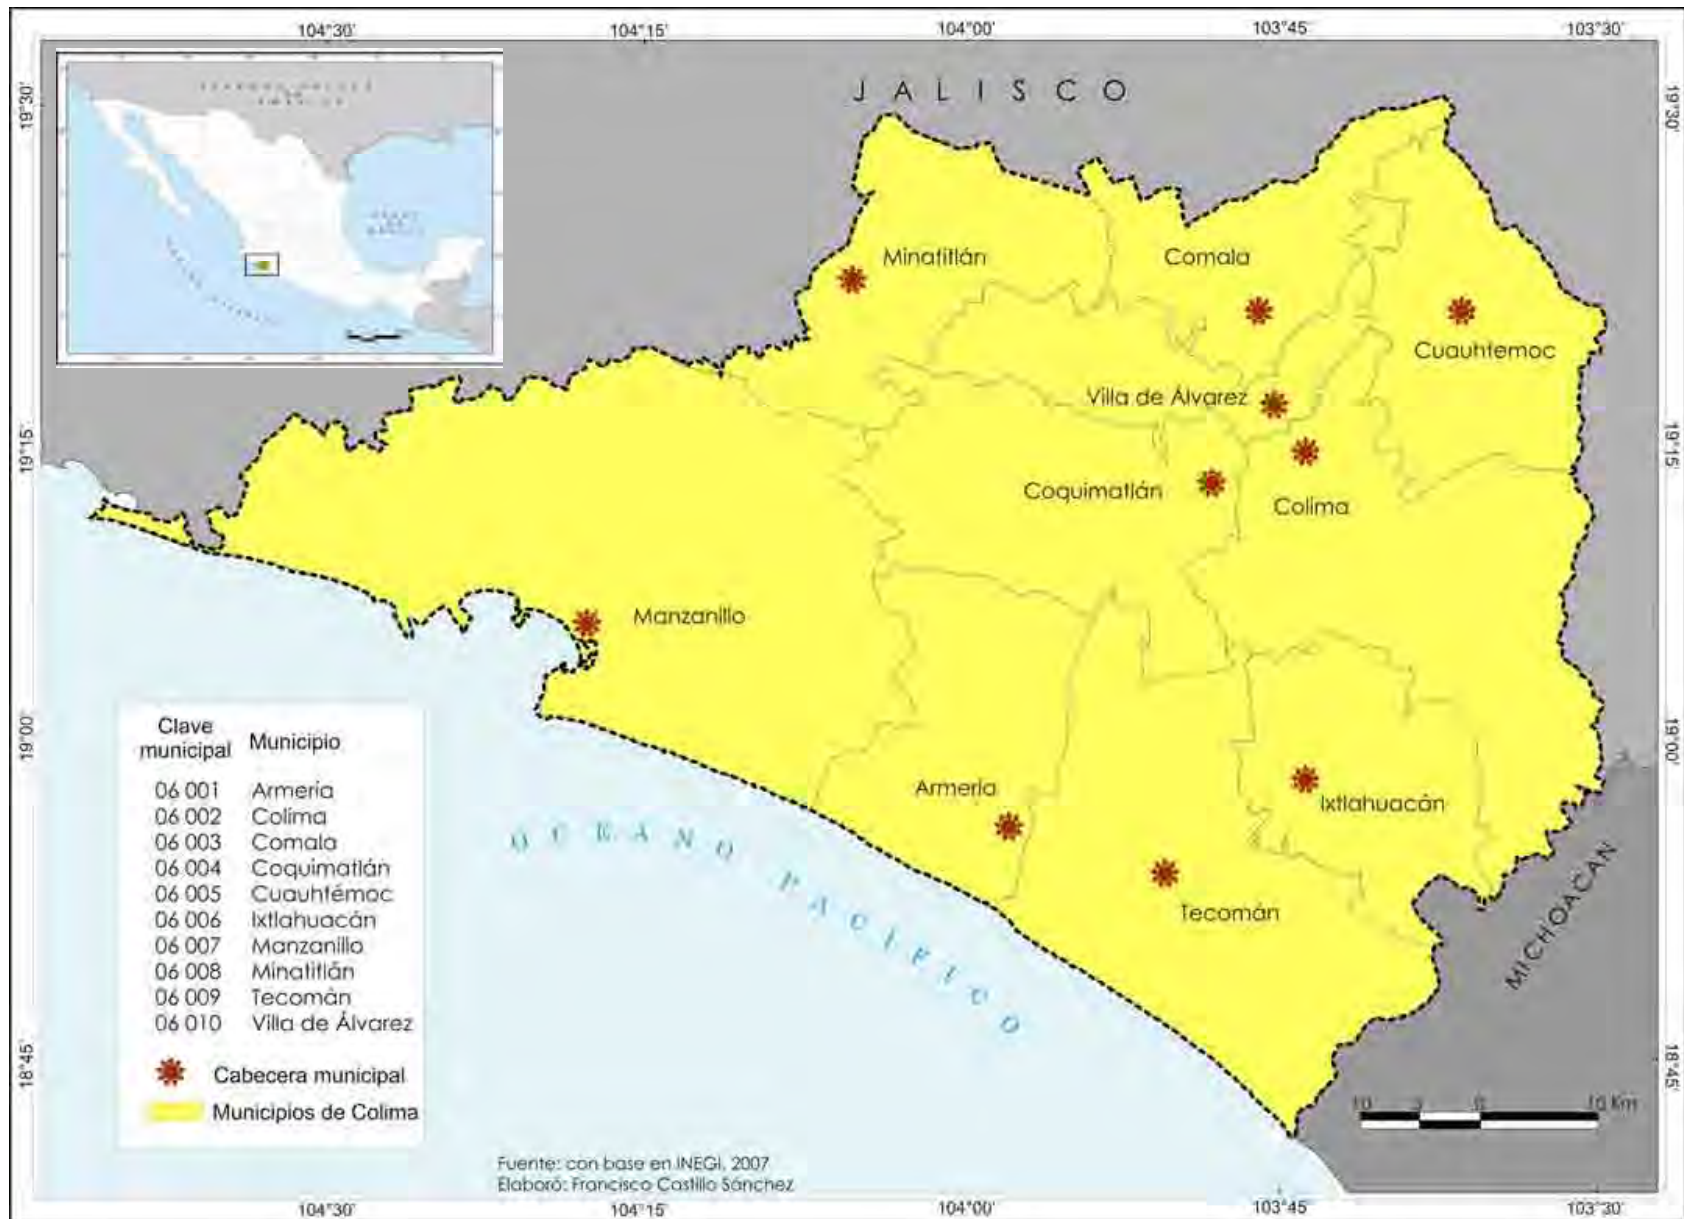 104°30' 104°15' 104°00' 103°45' 103°30'
19°30'
19°30'
JALISCO
Minatitlán
Comala
Cuauhtemoc
Villa de Álvarez
19°15'
19°15'
Coquimatlán
Colima
Manzanillo
19°00'
19°00'
Armería
Ixtlahuacán
Tecomán
OCEANO PACIFICO
MICHOACAN
Clave municipal Municipio
06 001 Armería
06 002 Colima
06 003 Comala
06 004 Coquimatlán
06 005 Cuauhtémoc
06 006 Ixtlahuacán
06 007 Manzanillo
06 008 Minatitlán
06 009 Tecomán
06 010 Villa de Álvarez
18°45'
18°45'
Cabecera municipal
Municipios de Colima
10 5 0 10 Km
Fuente: con base en INEGI, 2007
Elaboró: Francisco Castillo Sánchez
104°30' 104°15' 104°00' 103°45' 103°30'